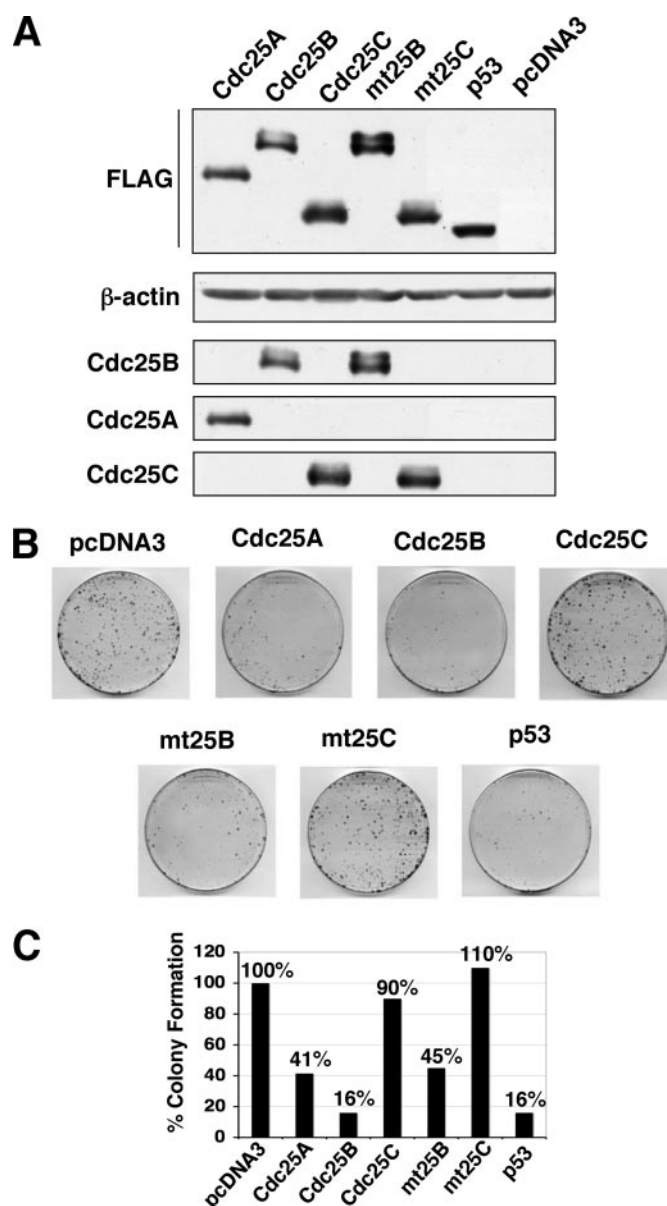 A
Cdc25A Cdc25B Cdc25C mt25B mt25C p53 pcDNA3
FLAG
β-actin
Cdc25B
Cdc25A
Cdc25C
B
pcDNA3 Cdc25A Cdc25B Cdc25C
mt25B mt25C p53
C
% Colony Formation
120
100
80
60
40
20
0
100% 41% 16% 90% 45% 110% 16%
pcDNA3 Cdc25A Cdc25B Cdc25C mt25B mt25C p53